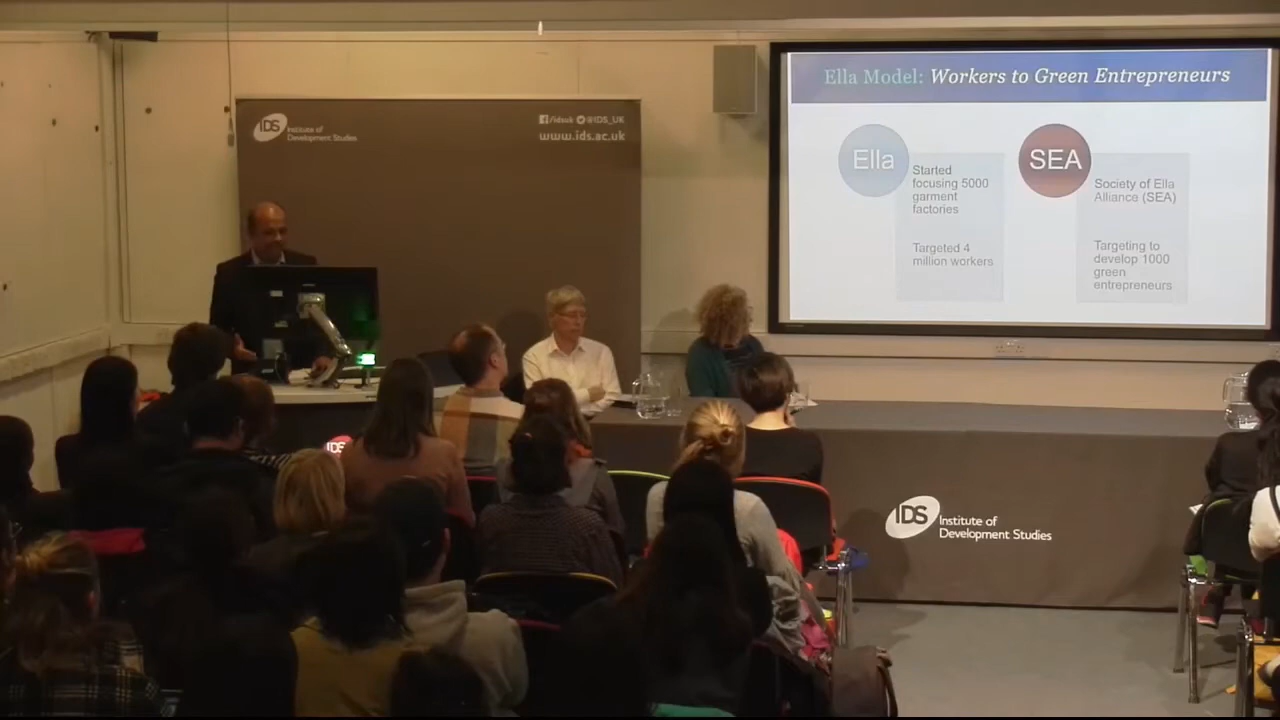 IDS Institute of
Development Studies
/idsuk @IDS_UK
www.ids.ac.uk
Ella Model: Workers to Green Entrepreneurs
Ella
Started
focusing 5000
garment
factories
Targeted 4
million workers
SEA
Society of Ella
Alliance (SEA)
Targeting to
develop 1000
green
entrepreneurs
IDS
IDS Institute of
Development Studies